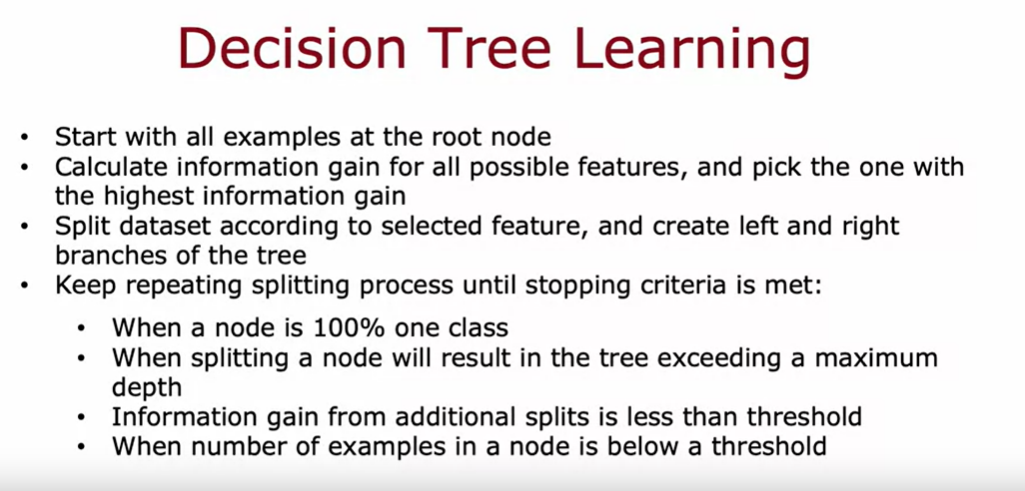 Decision Tree Learning
• Start with all examples at the root node
• Calculate information gain for all possible features, and pick the one with
the highest information gain
• Split dataset according to selected feature, and create left and right
branches of the tree
• Keep repeating splitting process until stopping criteria is met:
• When a node is 100% one class
• When splitting a node will result in the tree exceeding a maximum
depth
• Information gain from additional splits is less than threshold
• When number of examples in a node is below a threshold